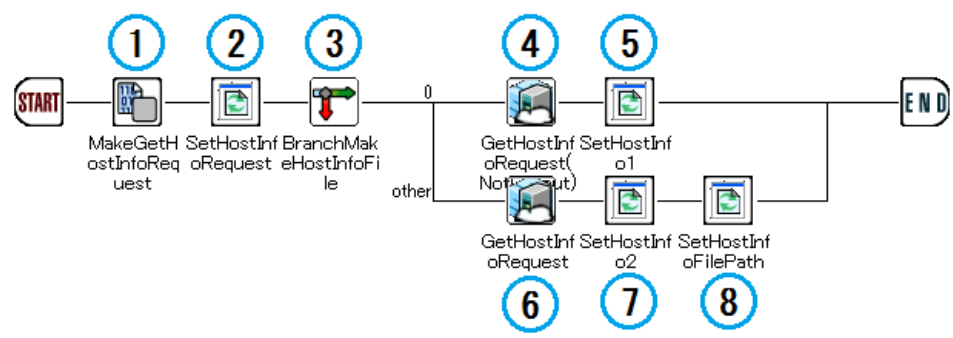 1
2
3
4
5
START
0
END
MakeGetH
ostInfoReq
uest
SetHostInf
oRequest
BranchMak
eHostInfoFi
le
GetHostInf
oRequest(
SetHostInf
o1
other
GetHostInf
oRequest
SetHostInf
o2
SetHostInf
oFilePath
6
7
8